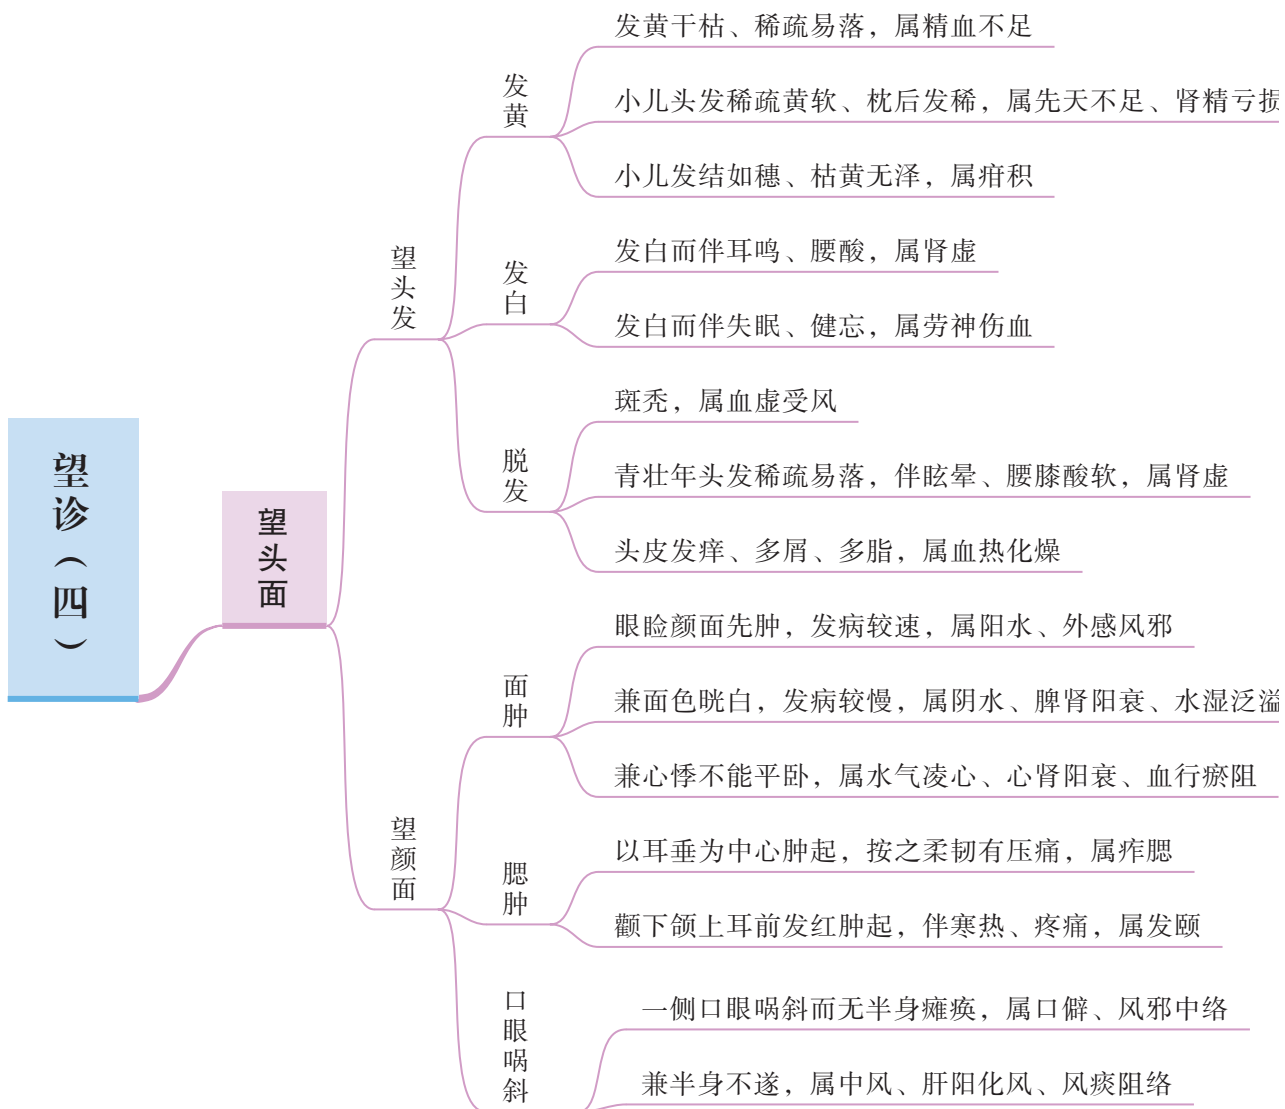 望诊（四）
望头面
望头发
发黄
发黄干枯、稀疏易落，属精血不足
小儿头发稀疏黄软、枕后发稀，属先天不足、肾精亏损
小儿发结如穗、枯黄无泽，属疳积
发白
发白而伴耳鸣、腰酸，属肾虚
发白而伴失眠、健忘，属劳神伤血
脱发
斑秃，属血虚受风
青壮年头发稀疏易落，伴眩晕、腰膝酸软，属肾虚
头皮发痒、多屑、多脂，属血热化燥
望颜面
面肿
眼睑颜面先肿，发病较速，属阳水、外感风邪
兼面色㿠白，发病较慢，属阴水、脾肾阳衰、水湿泛溢
兼心悸不能平卧，属水气凌心、心肾阳衰、血行瘀阻
腮肿
以耳垂为中心肿起，按之柔韧有压痛，属痄腮
颧下颌上耳前发红肿起，伴寒热、疼痛，属发颐
口眼㖞斜
一侧口眼㖞斜而无半身瘫痪，属口僻、风邪中络
兼半身不遂，属中风、肝阳化风、风痰阻络